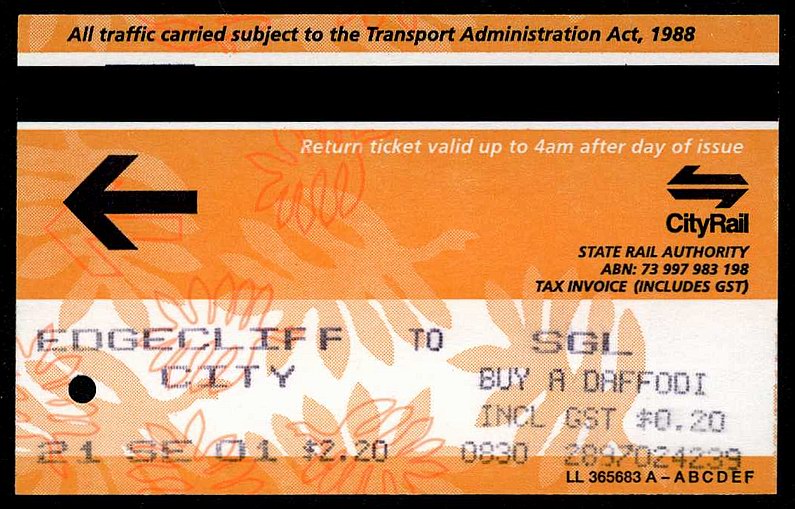 All traffic carried subject to the Transport Administration Act, 1988
Return ticket valid up to 4am after day of issue
CityRail
STATE RAIL AUTHORITY
ABN: 73 997 983 198
TAX INVOICE (INCLUDES GST)
EDGECLIFF TO SGL
CITY BUY A DAFFODI
INCL GST $0.20
21 SE 01 $2.20 0830 2897024239
LL 365683 A – ABCDEF